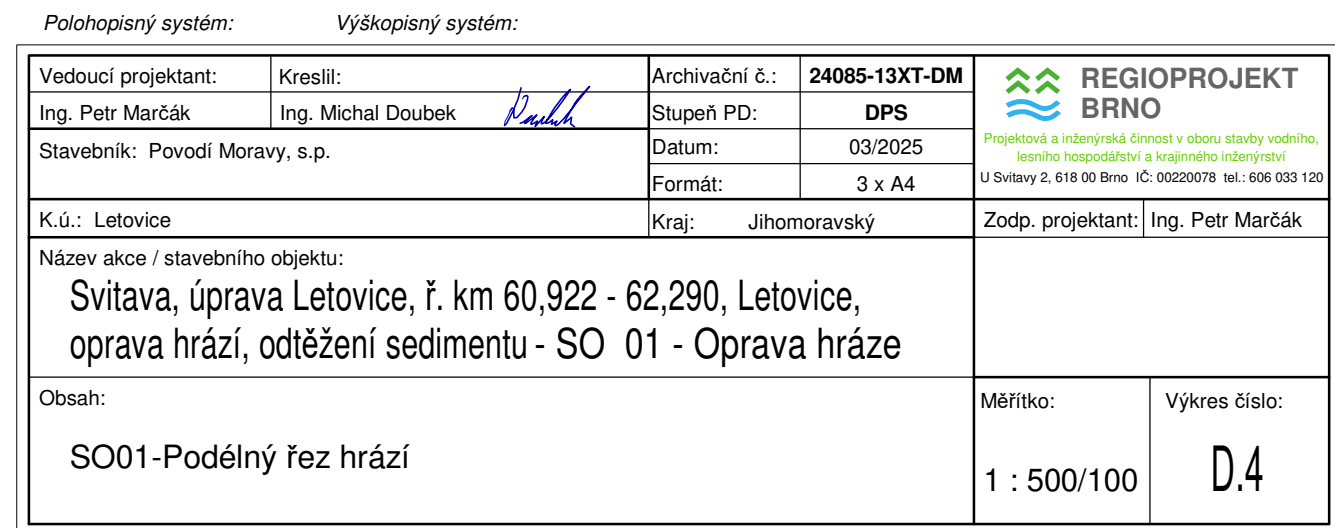 Polohopisný systém: Výškopisný systém:
Vedoucí projektant: Kreslil: Archivační č.: 24085-13XT-DM
Ing. Petr Marčák Ing. Michal Doubek Stupeň PD: DPS
Stavebník: Povodí Moravy, s.p. Datum: 03/2025
Formát: 3 x A4
REGIOPROJEKT
BRNO
Projektová a inženýrská činnost v oboru stavby vodního,
lesního hospodářství a krajinného inženýrství
U Svitavy 2, 618 00 Brno IČ: 00220078 tel.: 606 033 120
K.ú.: Letovice Kraj: Jihomoravský Zodp. projektant: Ing. Petr Marčák
Název akce / stavebního objektu:
Svitava, úprava Letovice, ř. km 60,922 - 62,290, Letovice,
oprava hrází, odtěžení sedimentu - SO 01 - Oprava hráze
Obsah: Měřítko: Výkres číslo:
SO01-Podélný řez hrází 1 : 500/100 D.4